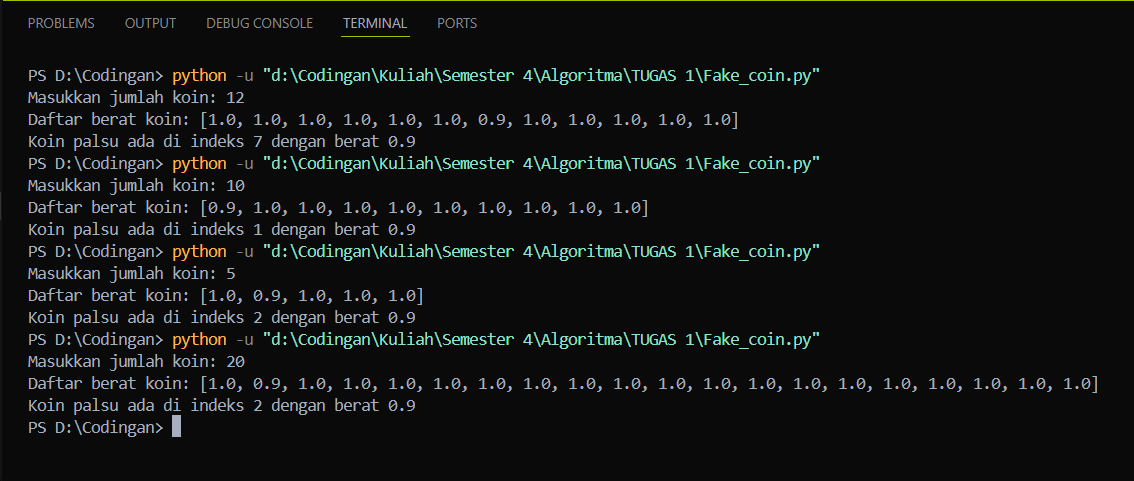 PROBLEMS OUTPUT DEBUG CONSOLE TERMINAL PORTS
PS D:\Codingan> python -u "d:\Codingan\Kuliah\Semester 4\Algoritma\TUGAS 1\Fake_coin.py"
Masukkan jumlah koin: 12
Daftar berat koin: [1.0, 1.0, 1.0, 1.0, 1.0, 1.0, 0.9, 1.0, 1.0, 1.0, 1.0, 1.0]
Koin palsu ada di indeks 7 dengan berat 0.9
PS D:\Codingan> python -u "d:\Codingan\Kuliah\Semester 4\Algoritma\TUGAS 1\Fake_coin.py"
Masukkan jumlah koin: 10
Daftar berat koin: [0.9, 1.0, 1.0, 1.0, 1.0, 1.0, 1.0, 1.0, 1.0, 1.0]
Koin palsu ada di indeks 1 dengan berat 0.9
PS D:\Codingan> python -u "d:\Codingan\Kuliah\Semester 4\Algoritma\TUGAS 1\Fake_coin.py"
Masukkan jumlah koin: 5
Daftar berat koin: [1.0, 0.9, 1.0, 1.0, 1.0]
Koin palsu ada di indeks 2 dengan berat 0.9
PS D:\Codingan> python -u "d:\Codingan\Kuliah\Semester 4\Algoritma\TUGAS 1\Fake_coin.py"
Masukkan jumlah koin: 20
Daftar berat koin: [1.0, 0.9, 1.0, 1.0, 1.0, 1.0, 1.0, 1.0, 1.0, 1.0, 1.0, 1.0, 1.0, 1.0, 1.0, 1.0, 1.0, 1.0, 1.0, 1.0]
Koin palsu ada di indeks 2 dengan berat 0.9
PS D:\Codingan>